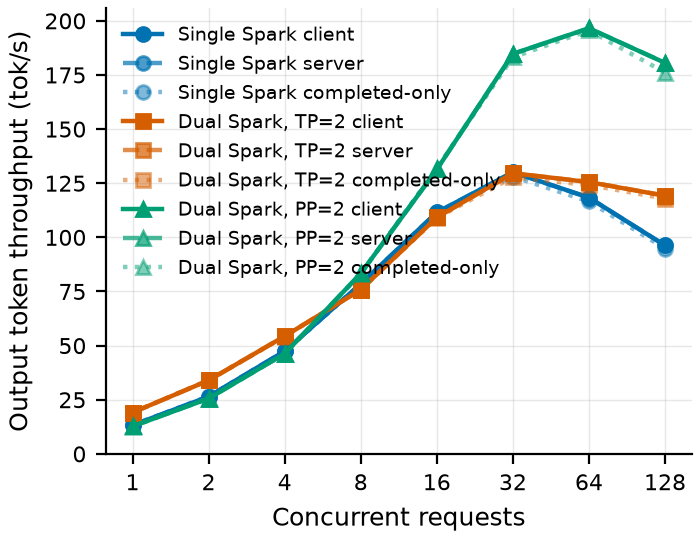 Output token throughput (tok/s)
200
175
150
125
100
75
50
25
0
Single Spark client
Single Spark server
Single Spark completed-only
Dual Spark, TP=2 client
Dual Spark, TP=2 server
Dual Spark, TP=2 completed-only
Dual Spark, PP=2 client
Dual Spark, PP=2 server
Dual Spark, PP=2 completed-only
1 2 4 8 16 32 64 128
Concurrent requests